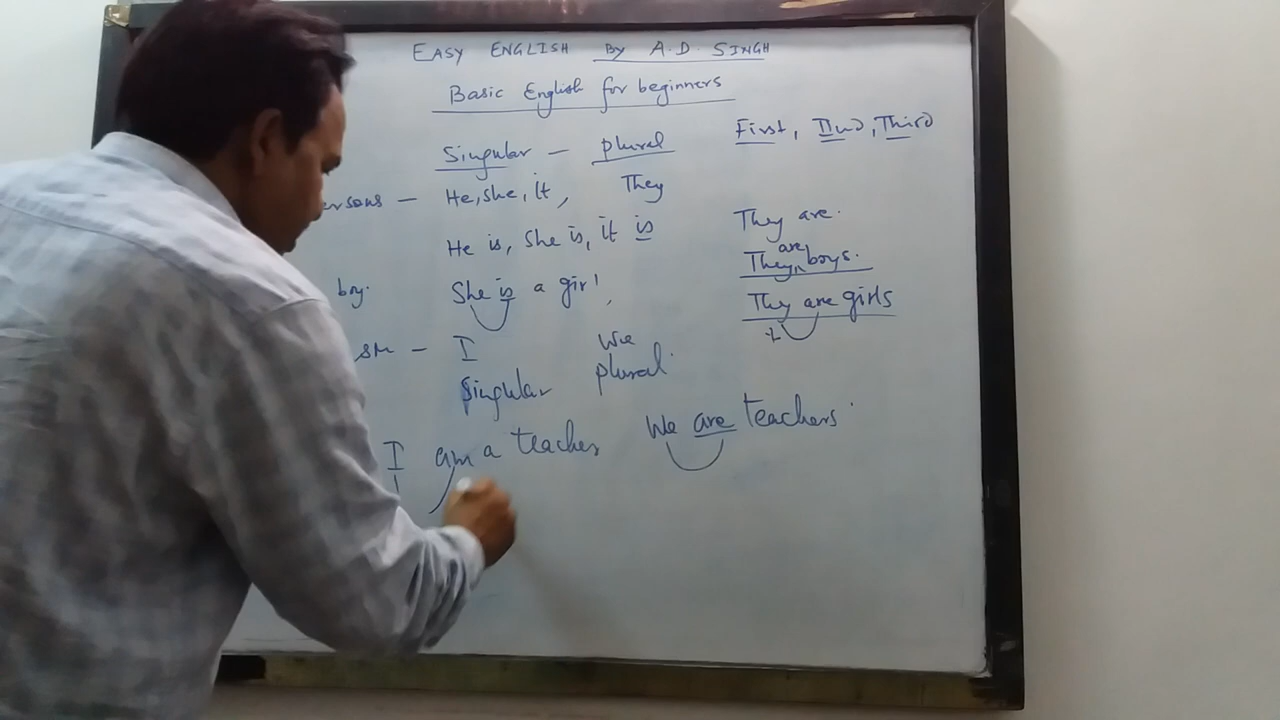 EASY ENGLISH BY A.D. SINGH
Basic English for beginners
First, IInd, Third
Singular - plural
ersons - He, she, it, They
He is, She is, it is
They are.
are
They boys.
boy. She is a girl,
They are girls
I We
Singular plural.
I am a teacher We are teachers.